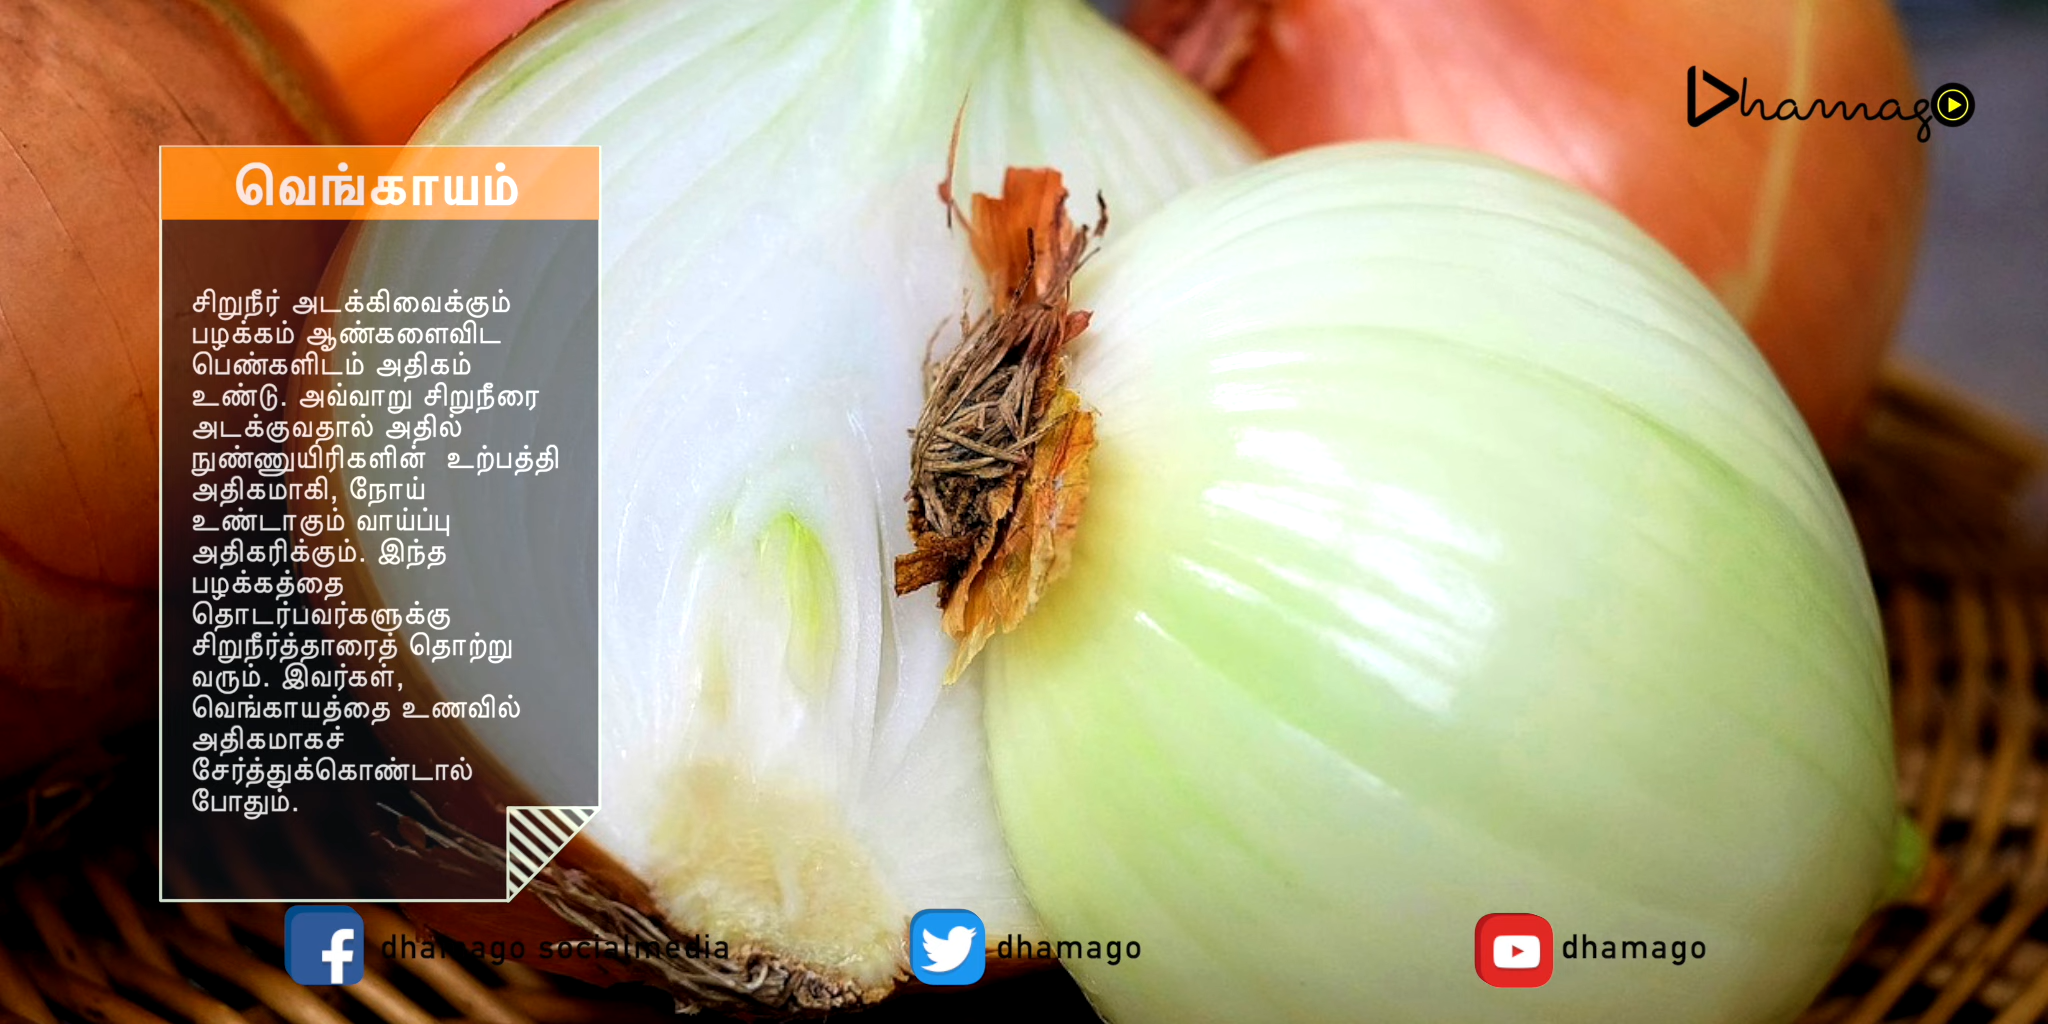 Dhamago
வெங்காயம்
சிறுநீர் அடக்கிவைக்கும்
பழக்கம் ஆண்களைவிட
பெண்களிடம் அதிகம்
உண்டு. அவ்வாறு சிறுநீரை
அடக்குவதால் அதில்
நுண்ணுயிரிகளின் உற்பத்தி
அதிகமாகி, நோய்
உண்டாகும் வாய்ப்பு
அதிகரிக்கும். இந்த
பழக்கத்தை
தொடர்பவர்களுக்கு
சிறுநீர்த்தாரைத் தொற்று
வரும். இவர்கள்,
வெங்காயத்தை உணவில்
அதிகமாகச்
சேர்த்துக்கொண்டால்
போதும்.
dhamago socialmedia
dhamago
dhamago